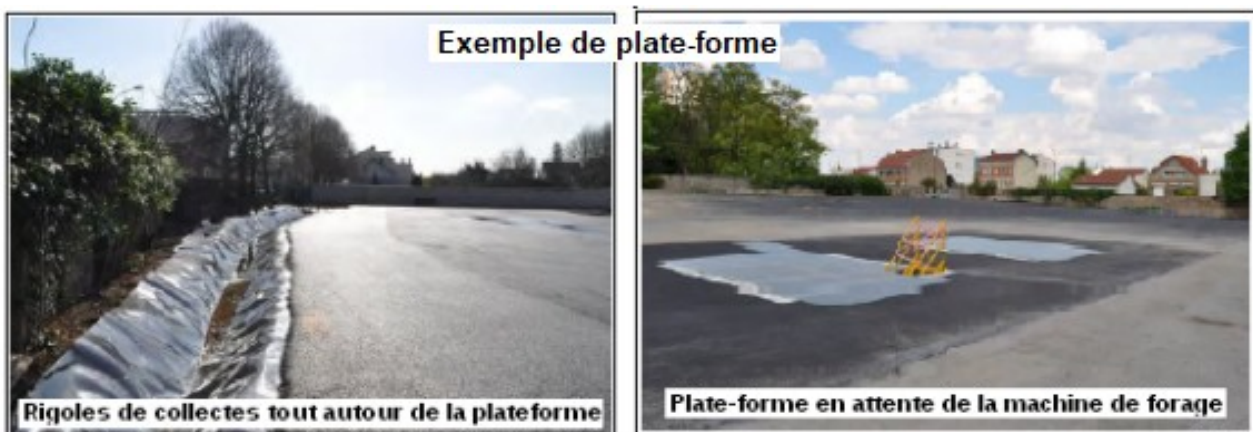 Exemple de plate-forme
Rigoles de collectes tout autour de la plateforme
Plate-forme en attente de la machine de forage